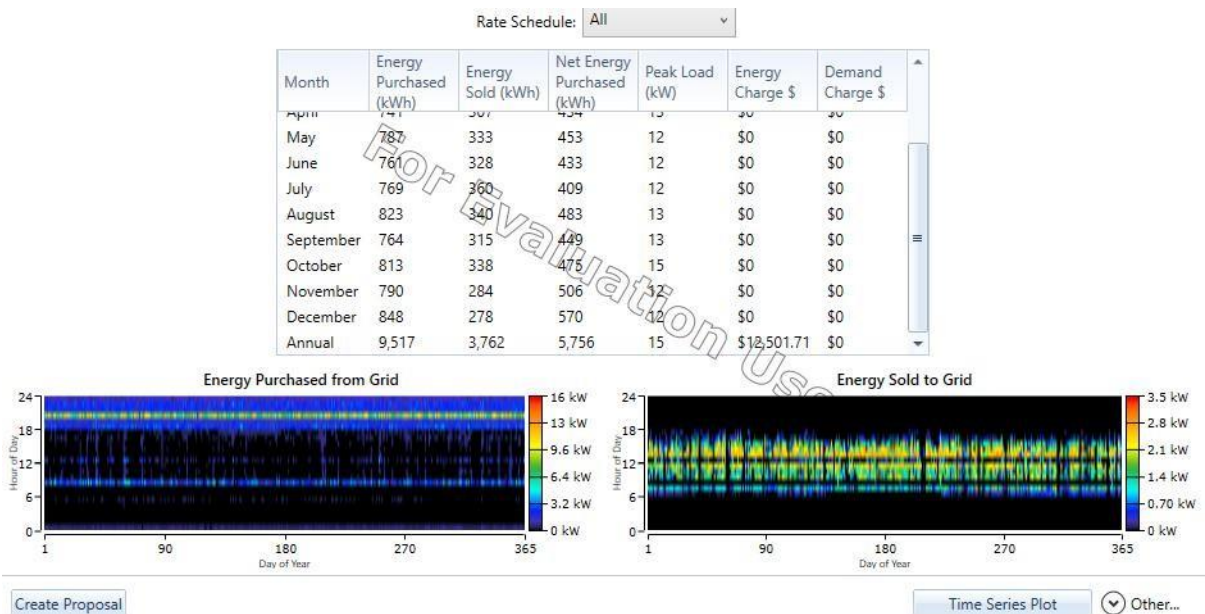 Rate Schedule: All
Month Energy Purchased (kWh) Energy Sold (kWh) Net Energy Purchased (kWh) Peak Load (kW) Energy Charge $ Demand Charge $
April 741 307 434 15 $0 $0
May 787 333 453 12 $0 $0
June 761 328 433 12 $0 $0
July 769 360 409 12 $0 $0
August 823 340 483 13 $0 $0
September 764 315 449 13 $0 $0
October 813 338 475 15 $0 $0
November 790 284 506 12 $0 $0
December 848 278 570 12 $0 $0
Annual 9,517 3,762 5,756 15 $12,501.71 $0
For Evaluation Use
Energy Purchased from Grid
24
18
12
6
0
Hour of Day
1 90 180 270 365
Day of Year
16 kW
13 kW
9.6 kW
6.4 kW
3.2 kW
0 kW
Energy Sold to Grid
24
18
12
6
0
Hour of Day
1 90 180 270 365
Day of Year
3.5 kW
2.8 kW
2.1 kW
1.4 kW
0.70 kW
0 kW
Create Proposal
Time Series Plot
Other...